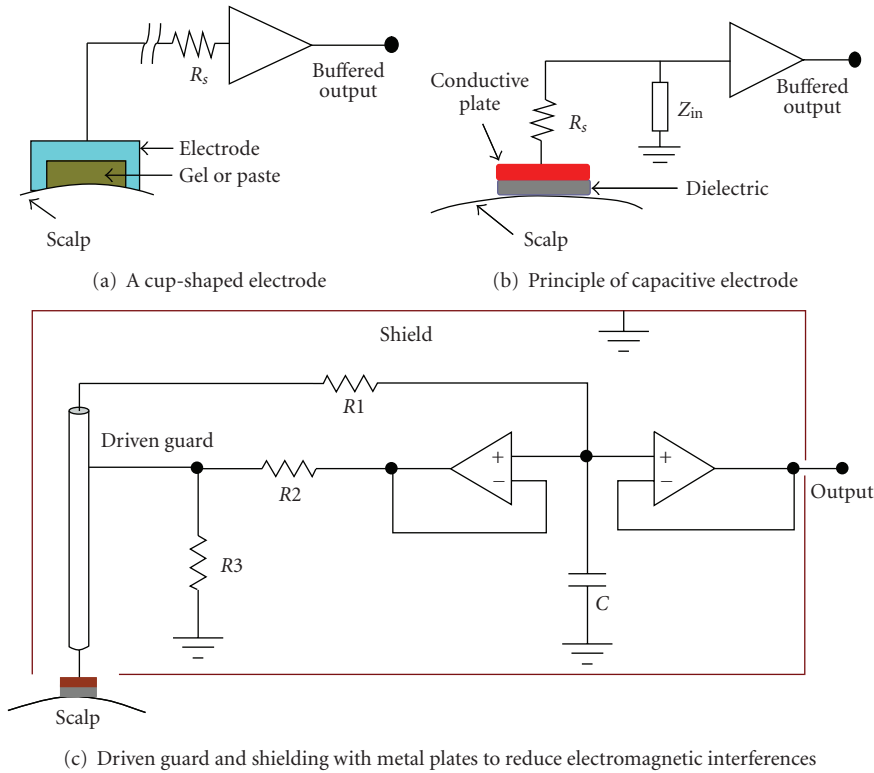 Rs
Buffered
output
Electrode
Gel or paste
Scalp
(a) A cup-shaped electrode
Conductive
plate
Rs
Zin
Buffered
output
Dielectric
Scalp
(b) Principle of capacitive electrode
Shield
R1
Driven guard
R2
R3
+
−
+
−
Output
C
Scalp
(c) Driven guard and shielding with metal plates to reduce electromagnetic interferences